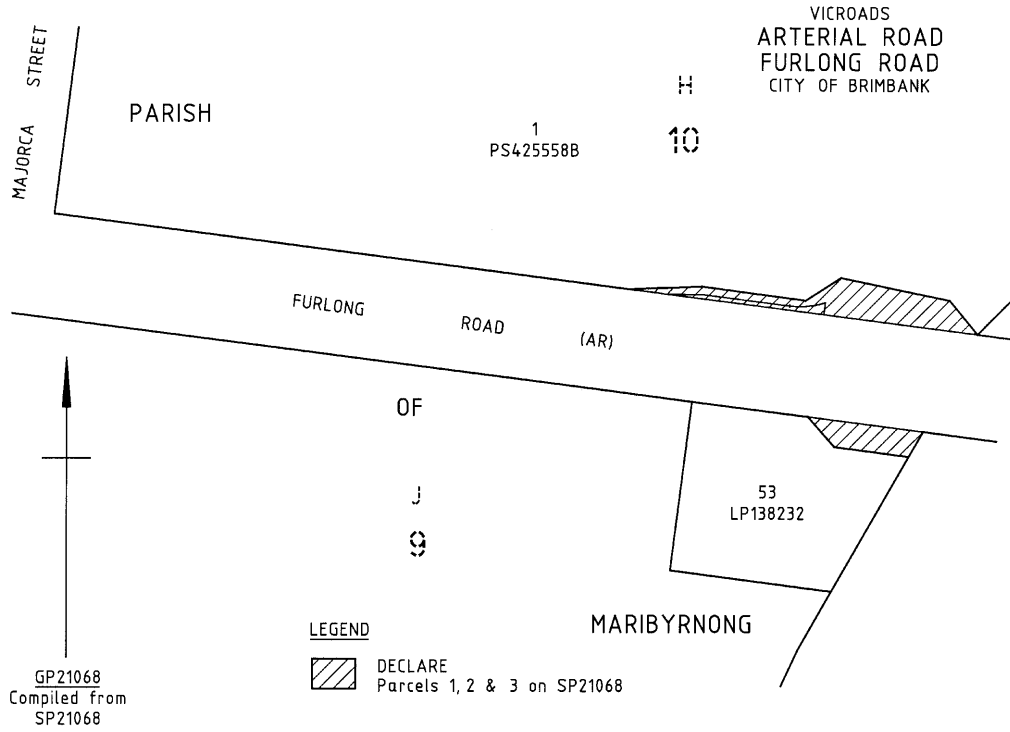 VICROADS
ARTERIAL ROAD
FURLONG ROAD
CITY OF BRIMBANK
MAJORCA STREET
PARISH
H
10
1
PS425558B
FURLONG ROAD (AR)
OF
J
9
53
LP138232
MARIBYRNONG
LEGEND
DECLARE
Parcels 1, 2 & 3 on SP21068
GP21068
Compiled from
SP21068